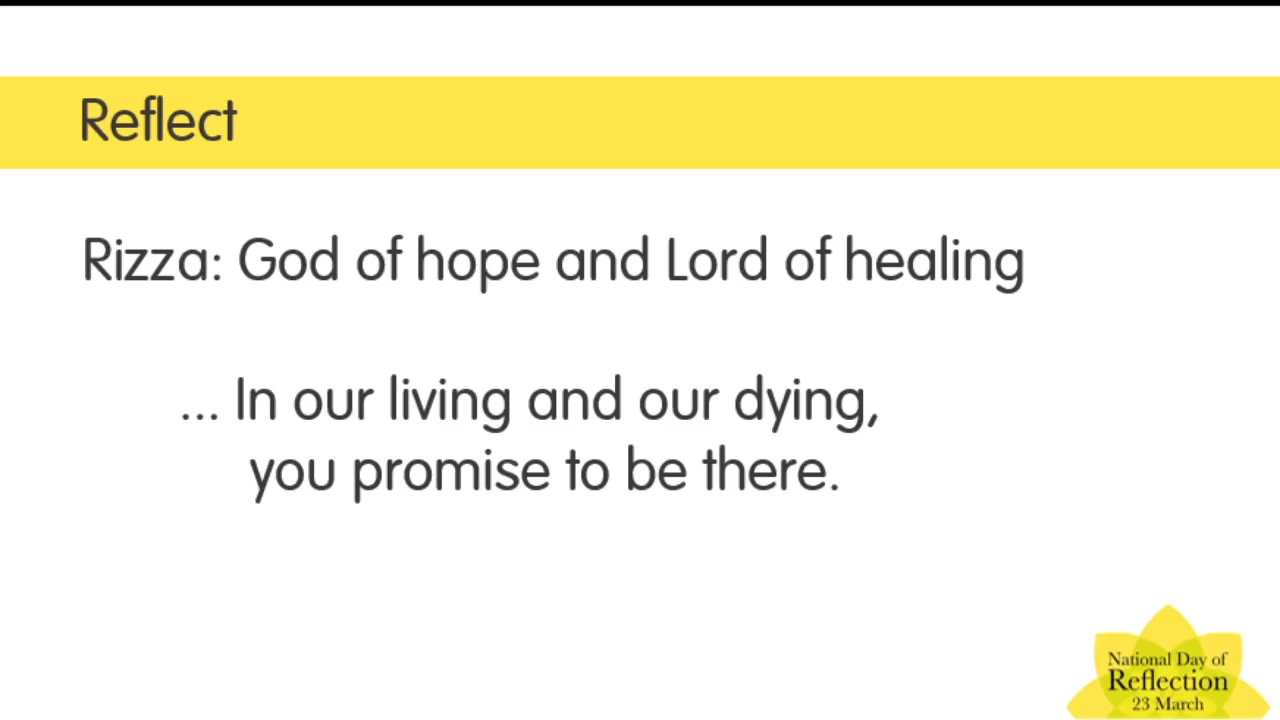 Reflect
Rizza: God of hope and Lord of healing
... In our living and our dying,
you promise to be there.
National Day of
Reflection
23 March